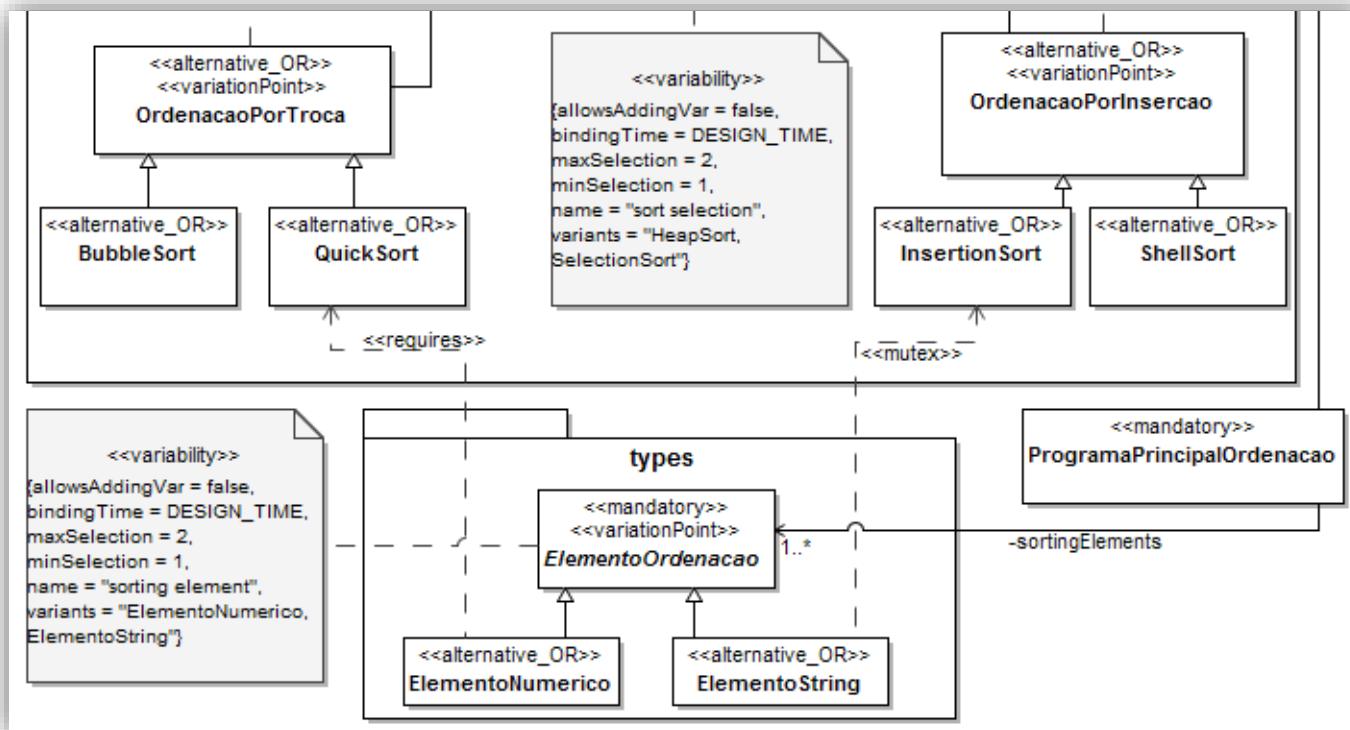 <<alternative_OR>>
<<variationPoint>>
OrdenacaoPorTroca
<<alternative_OR>>
BubbleSort
<<alternative_OR>>
QuickSort
<<variability>>
{allowsAddingVar = false,
bindingTime = DESIGN_TIME,
maxSelection = 2,
minSelection = 1,
name = "sort selection",
variants = "HeapSort,
SelectionSort"}
<<alternative_OR>>
<<variationPoint>>
OrdenacaoPorInsercao
<<alternative_OR>>
InsertionSort
<<alternative_OR>>
ShellSort
<<requires>>
<<mutex>>
<<variability>>
{allowsAddingVar = false,
bindingTime = DESIGN_TIME,
maxSelection = 2,
minSelection = 1,
name = "sorting element",
variants = "ElementoNumerico,
ElementoString"}
types
<<mandatory>>
<<variationPoint>>
ElementoOrdenacao
1..*
-sortingElements
<<mandatory>>
ProgramaPrincipalOrdenacao
<<alternative_OR>>
ElementoNumerico
<<alternative_OR>>
ElementoString